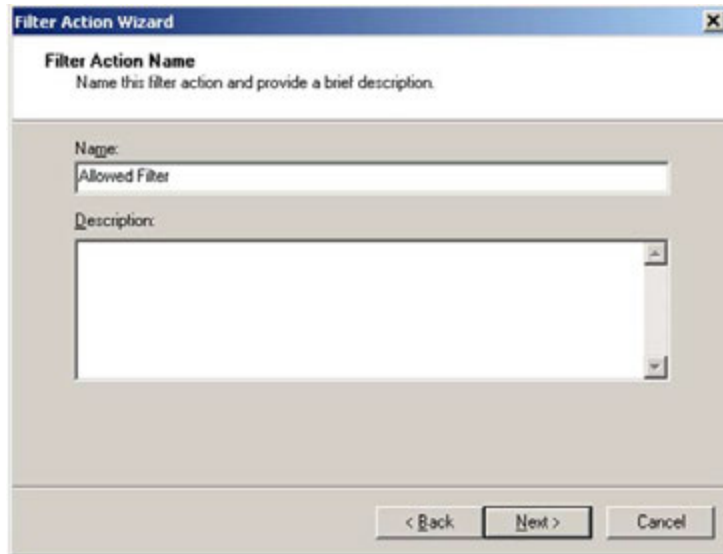 Filter Action Wizard
Filter Action Name
Name this filter action and provide a brief description.
Name:
Allowed Filter
Description:
< Back
Next >
Cancel